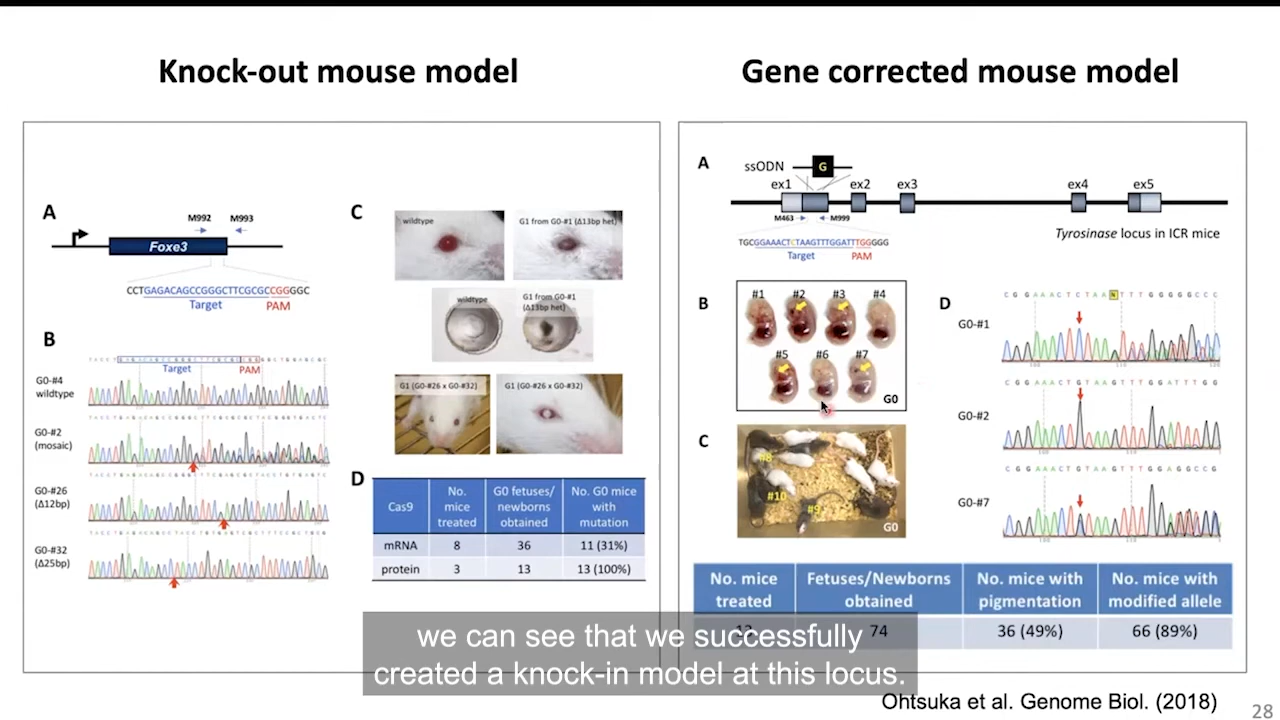 Knock-out mouse model
Gene corrected mouse model
A
M992
M993
Foxe3
CCTGAGACAGCCGGGCTTCGCGCCGGGGC
Target
PAM
B
Target
PAM
G0-#4
wildtype
G0-#2
(mosaic)
G0-#26
(Δ12bp)
G0-#32
(Δ25bp)
C
wildtype
G1 from G0-#1 (Δ13bp het)
wildtype
G1 from G0-#1
(Δ13bp het)
G1 (G0-#26 x G0-#32)
G1 (G0-#26 x G0-#32)
D
Cas9
No. mice treated
G0 fetuses/ newborns obtained
No. G0 mice with mutation
mRNA 8 36 11 (31%)
protein 3 13 13 (100%)
A
ssODN
G
ex1
ex2
ex3
ex4
ex5
M463
M999
TGCGGAAACTCTAAGTTTGGATTTGGGGG
Target
PAM
Tyrosinase locus in ICR mice
B
#1 #2 #3 #4
#5 #6 #7
G0
C
#8
#10
#9
G0
D
CGGAAACTCTAANTTTGGGGGCCC
G0-#1
CGGAAACTGTAAGTTTGGATTTGG
G0-#2
CGGAAACTGTAAGTTTGGAGGCCG
G0-#7
No. mice treated
Fetuses/Newborns obtained
No. mice with pigmentation
No. mice with modified allele
74 36 (49%) 66 (89%)
we can see that we successfully
created a knock-in model at this locus.
Ohtsuka et al. Genome Biol. (2018)
28